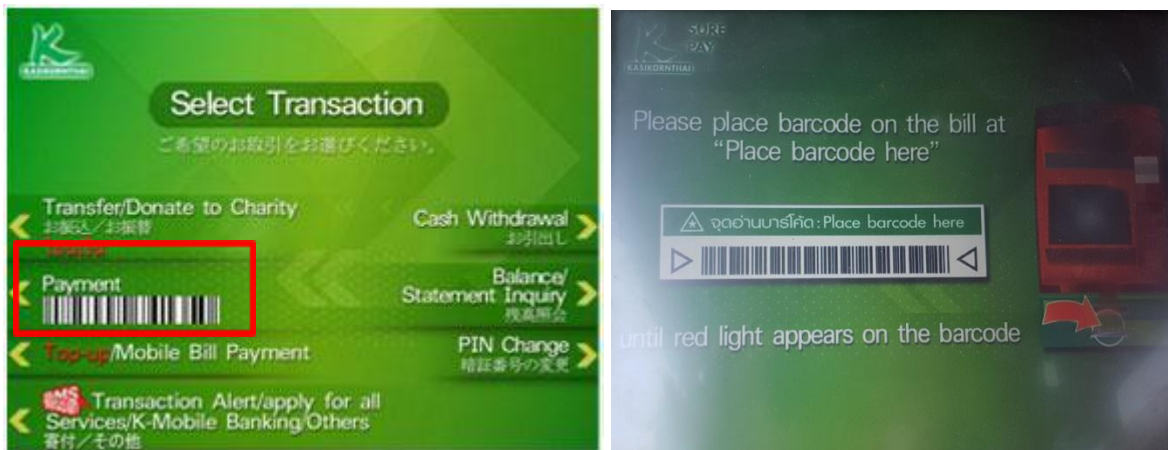 KASIKORNTHAI
Select Transaction
ご希望のお取引をお選びください。
Transfer/Donate to Charity
お振込/お振替
Cash Withdrawal
お引出し
Payment
Balance/
Statement Inquiry
残高照会
Top-up/Mobile Bill Payment
PIN Change
暗証番号の変更
SMS
Transaction Alert/apply for all
Services/K-Mobile Banking/Others
寄付/その他
SURE
PAY
KASIKORNTHAI
Please place barcode on the bill at
“Place barcode here”
จุดอ่านบาร์โค้ด : Place barcode here
until red light appears on the barcode